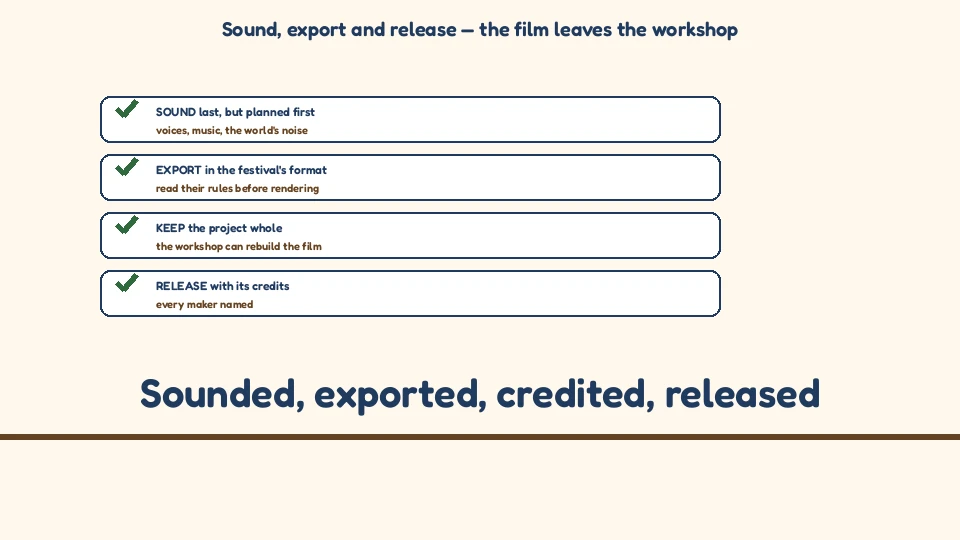 Sound, export and release — the film leaves the workshop
SOUND last, but planned first
voices, music, the world's noise
EXPORT in the festival's format
read their rules before rendering
KEEP the project whole
the workshop can rebuild the film
RELEASE with its credits
every maker named
Sounded, exported, credited, released